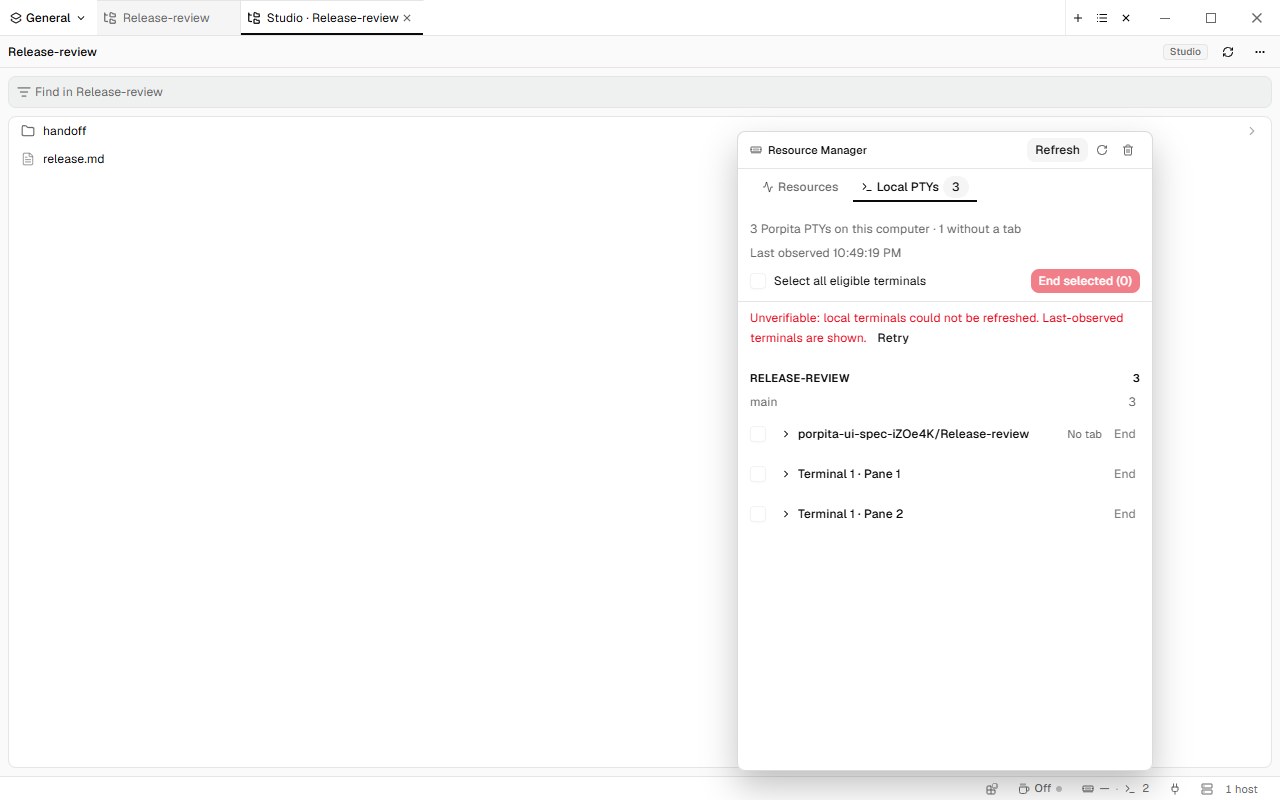 General
Release-review
Studio · Release-review
Release-review
Studio
Find in Release-review
handoff
release.md
Resource Manager
Refresh
Resources
Local PTYs 3
3 Porpita PTYs on this computer · 1 without a tab
Last observed 10:49:19 PM
Select all eligible terminals
End selected (0)
Unverifiable: local terminals could not be refreshed. Last-observed
terminals are shown. Retry
RELEASE-REVIEW 3
main 3
porpita-ui-spec-iZOe4K/Release-review No tab End
Terminal 1 · Pane 1 End
Terminal 1 · Pane 2 End
Off — · 2 1 host